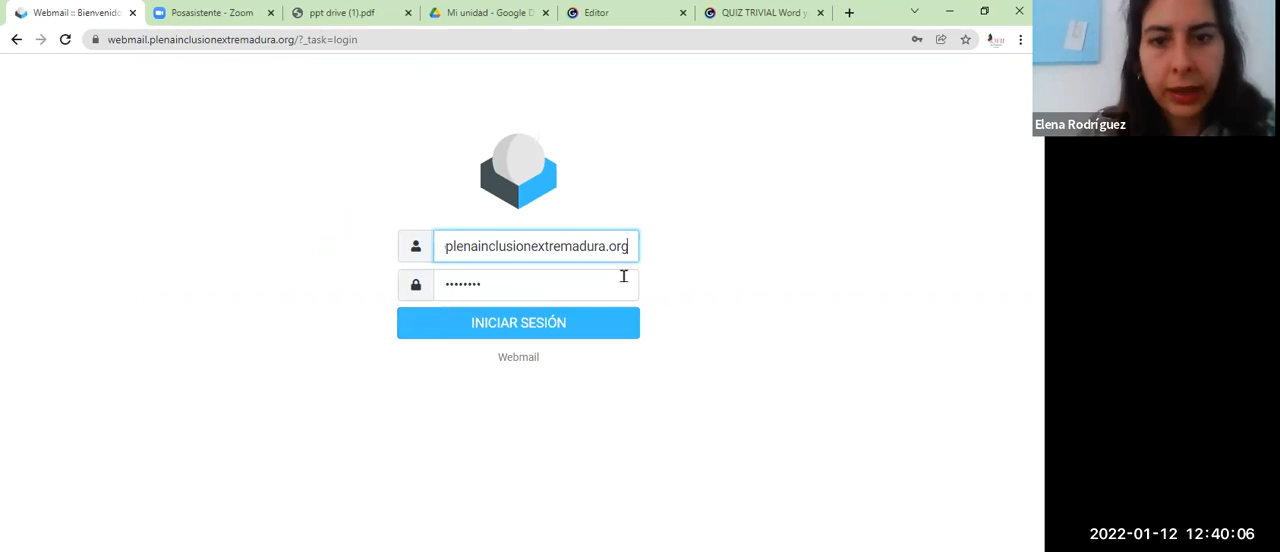 Webmail :: Bienvenido
Posasistente - Zoom
ppt drive (1).pdf
Mi unidad - Google D
Editor
QUIZ TRIVIAL Word y
webmail.plenainclusionextremadura.org/?_task=login
Elena Rodríguez
plenainclusionextremadura.org
••••••••
INICIAR SESIÓN
Webmail
2022-01-12 12:40:06